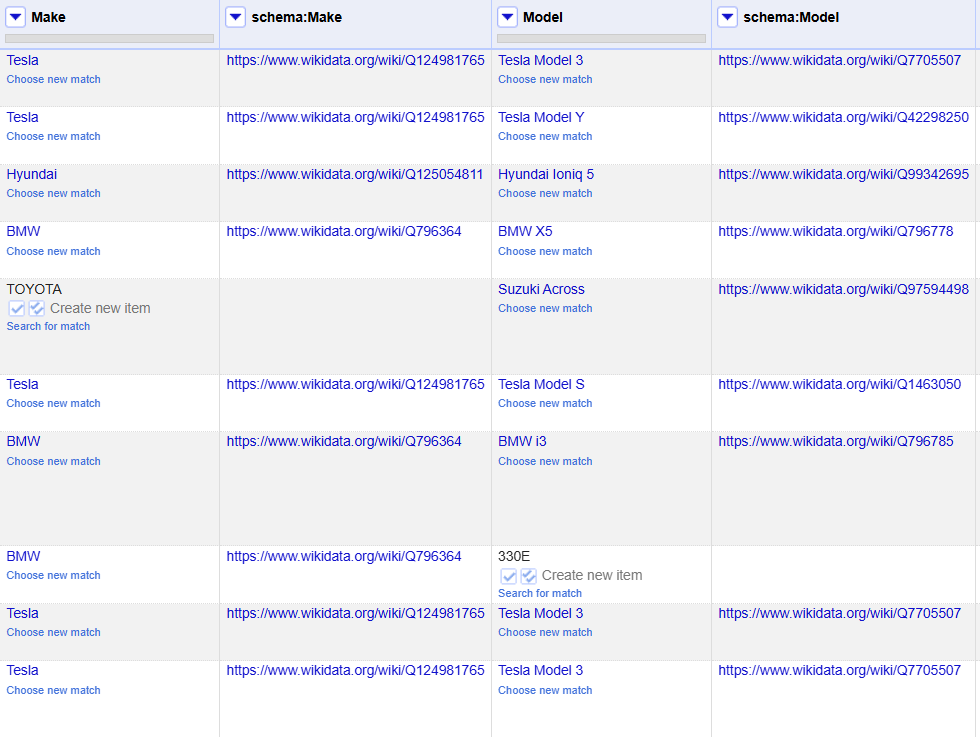 Make schema:Make Model schema:Model
Tesla https://www.wikidata.org/wiki/Q124981765 Tesla Model 3 https://www.wikidata.org/wiki/Q7705507
Choose new match Choose new match
Tesla https://www.wikidata.org/wiki/Q124981765 Tesla Model Y https://www.wikidata.org/wiki/Q42298250
Choose new match Choose new match
Hyundai https://www.wikidata.org/wiki/Q125054811 Hyundai Ioniq 5 https://www.wikidata.org/wiki/Q99342695
Choose new match Choose new match
BMW https://www.wikidata.org/wiki/Q796364 BMW X5 https://www.wikidata.org/wiki/Q796778
Choose new match Choose new match
TOYOTA Suzuki Across https://www.wikidata.org/wiki/Q97594498
Create new item Choose new match
Search for match
Tesla https://www.wikidata.org/wiki/Q124981765 Tesla Model S https://www.wikidata.org/wiki/Q1463050
Choose new match Choose new match
BMW https://www.wikidata.org/wiki/Q796364 BMW i3 https://www.wikidata.org/wiki/Q796785
Choose new match Choose new match
BMW https://www.wikidata.org/wiki/Q796364 330E
Choose new match Create new item
Search for match
Tesla https://www.wikidata.org/wiki/Q124981765 Tesla Model 3 https://www.wikidata.org/wiki/Q7705507
Choose new match Choose new match
Tesla https://www.wikidata.org/wiki/Q124981765 Tesla Model 3 https://www.wikidata.org/wiki/Q7705507
Choose new match Choose new match